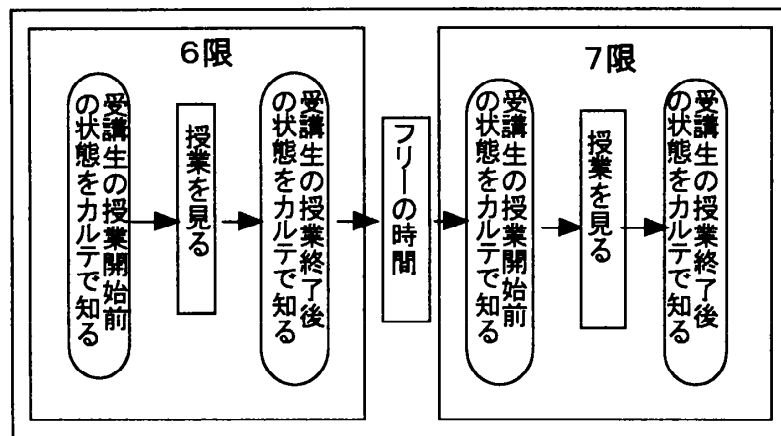 6限
受講生の授業開始前
の状態をカルテで知る
授業を見る
受講生の授業終了後
の状態をカルテで知る
フリーの時間
7限
受講生の授業開始前
の状態をカルテで知る
授業を見る
受講生の授業終了後
の状態をカルテで知る